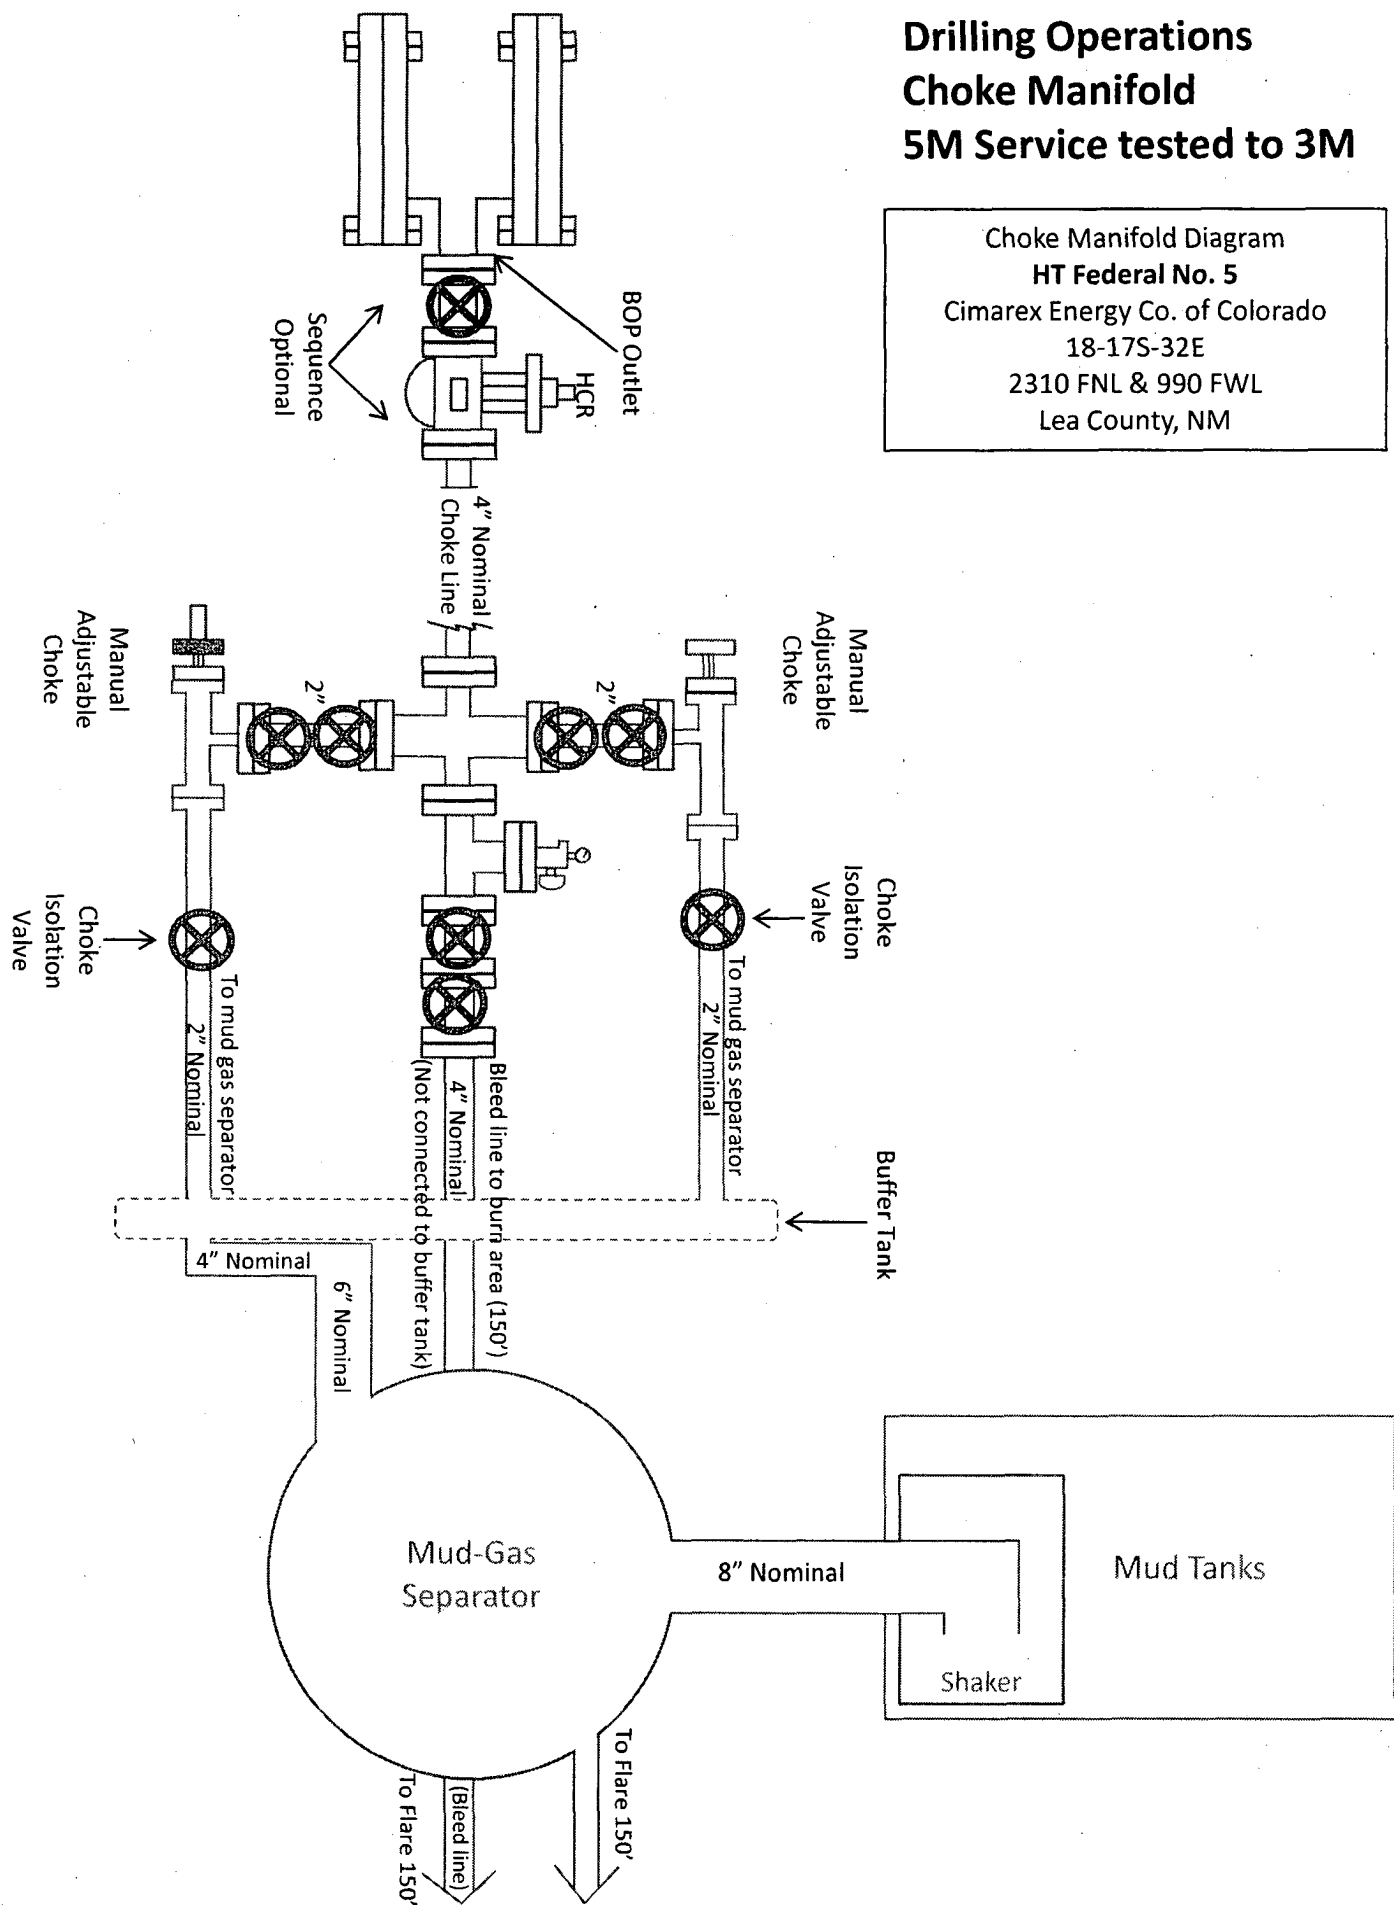 Drilling Operations
Choke Manifold
5M Service tested to 3M
Choke Manifold Diagram
HT Federal No. 5
Cimarex Energy Co. of Colorado
18-17S-32E
2310 FNL & 990 FWL
Lea County, NM
BOP Outlet
HCR
Sequence
Optional
4" Nominal
Choke Line
Manual
Adjustable
Choke
2"
2"
Manual
Adjustable
Choke
Choke
Isolation
Valve
Choke
Isolation
Valve
To mud gas separator
2" Nominal
Bleed line to burn area (150')
4" Nominal
(Not connected to buffer tank)
To mud gas separator
2" Nominal
Buffer Tank
4" Nominal
6" Nominal
Mud-Gas
Separator
8" Nominal
Mud Tanks
Shaker
To Flare 150'
(Bleed line)
To Flare 150'